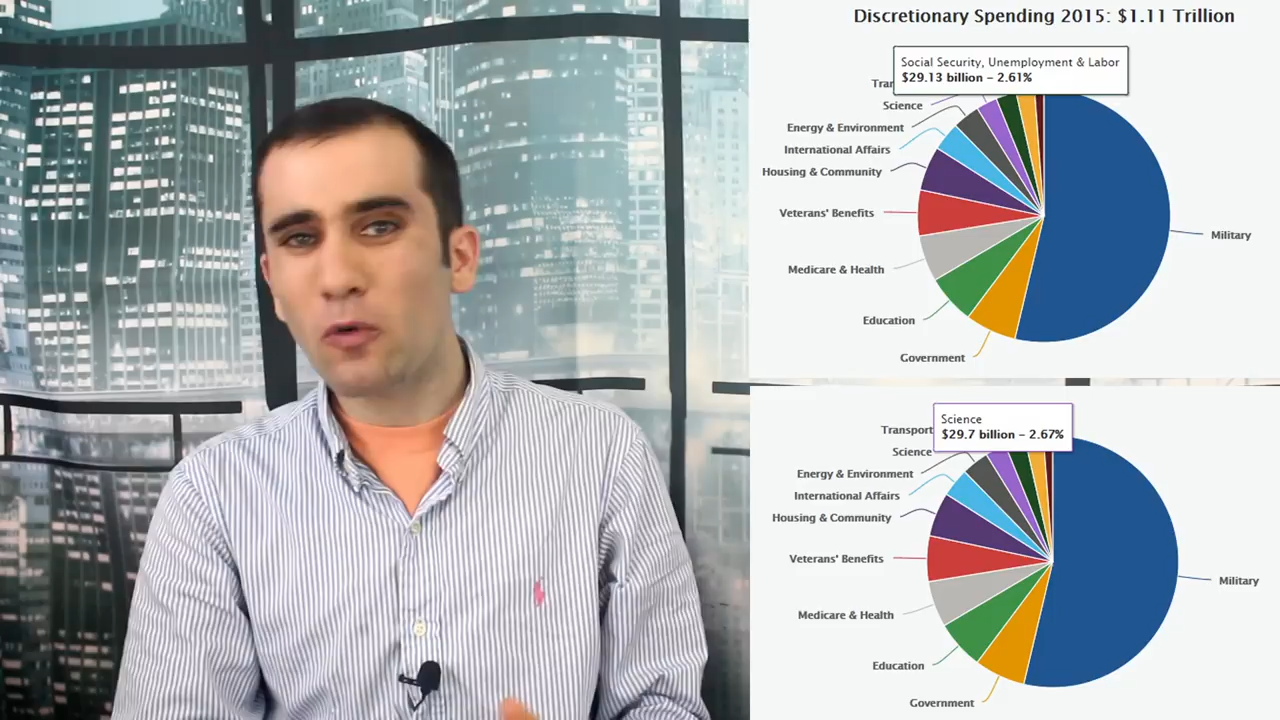 Discretionary Spending 2015: $1.11 Trillion
Social Security, Unemployment & Labor
$29.13 billion – 2.61%
Science
Energy & Environment
International Affairs
Housing & Community
Veterans' Benefits
Medicare & Health
Education
Government
Military
Science
$29.7 billion – 2.67%
Science
Energy & Environment
International Affairs
Housing & Community
Veterans' Benefits
Medicare & Health
Education
Government
Military